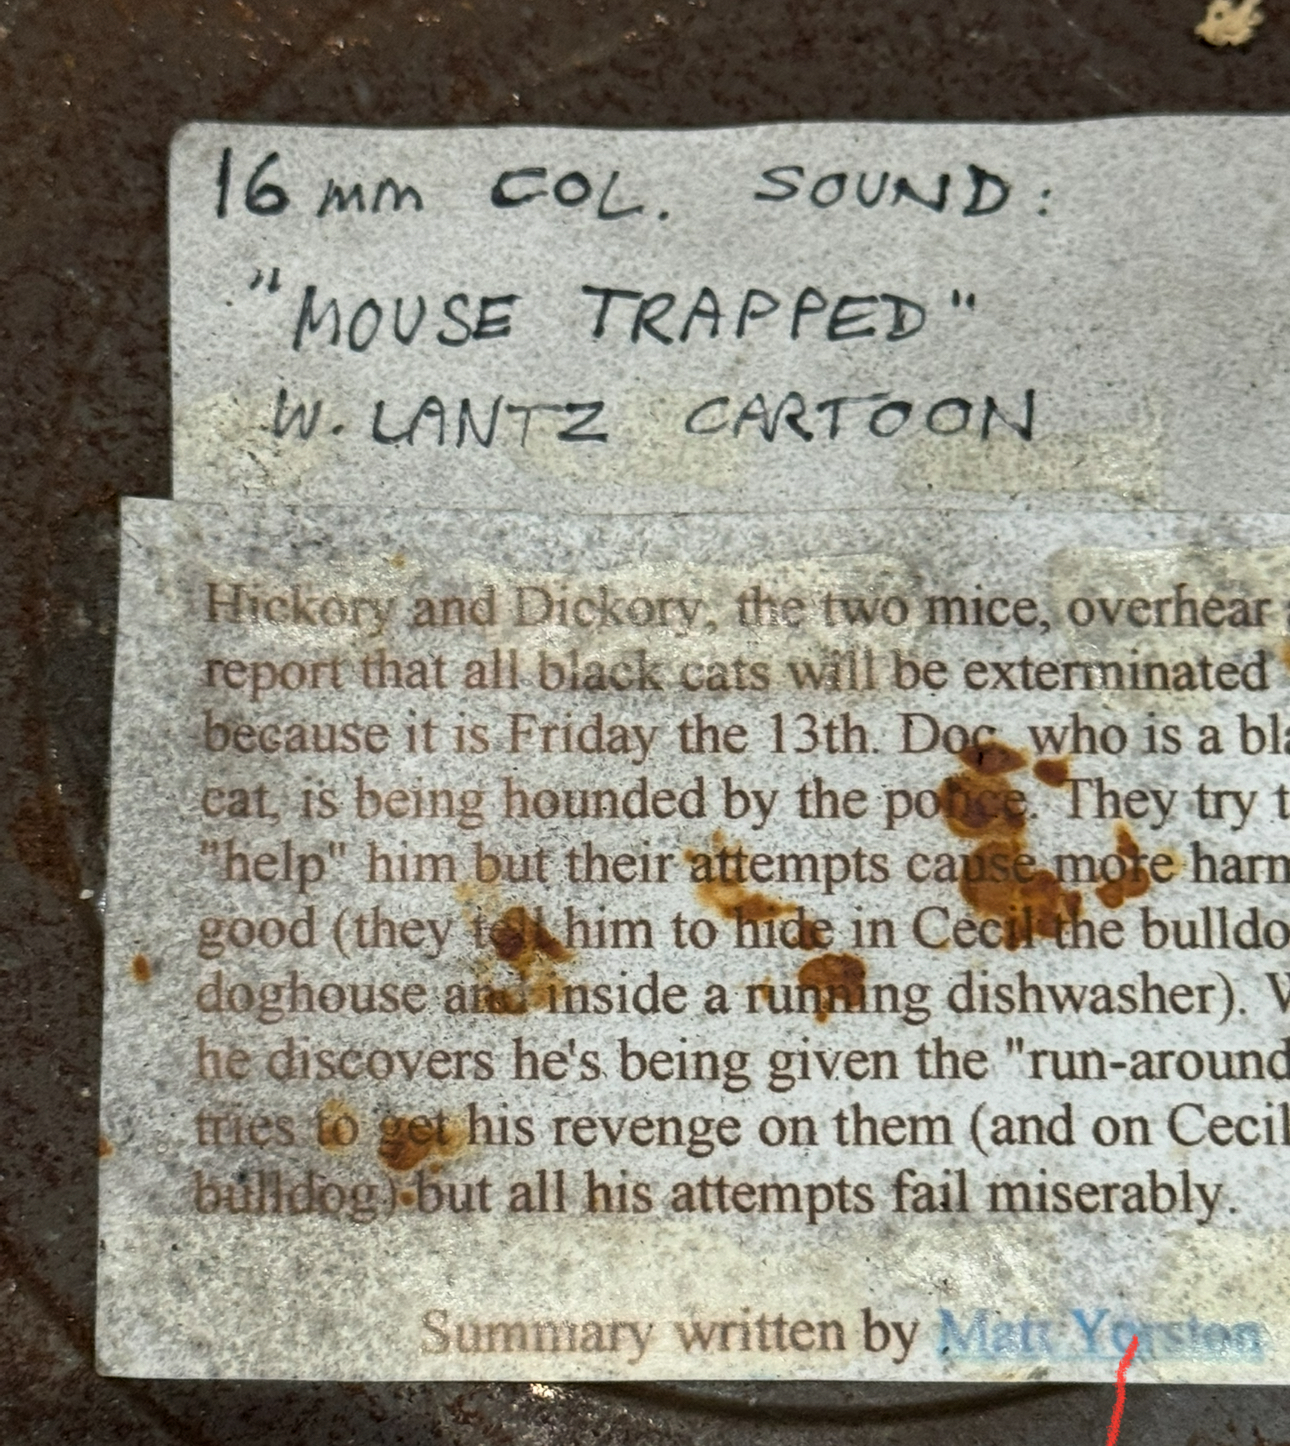 16 mm COL. SOUND:
"MOUSE TRAPPED"
W. LANTZ CARTOON
Hickory and Dickory, the two mice, overhear
report that all black cats will be exterminated
because it is Friday the 13th. Doc, who is a bla
cat, is being hounded by the police. They try t
"help" him but their attempts cause more harm
good (they tell him to hide in Cecil the bulldo
doghouse and inside a running dishwasher). W
he discovers he's being given the "run-around
tries to get his revenge on them (and on Cecil
bulldog) but all his attempts fail miserably.
Summary written by Matt Yorston